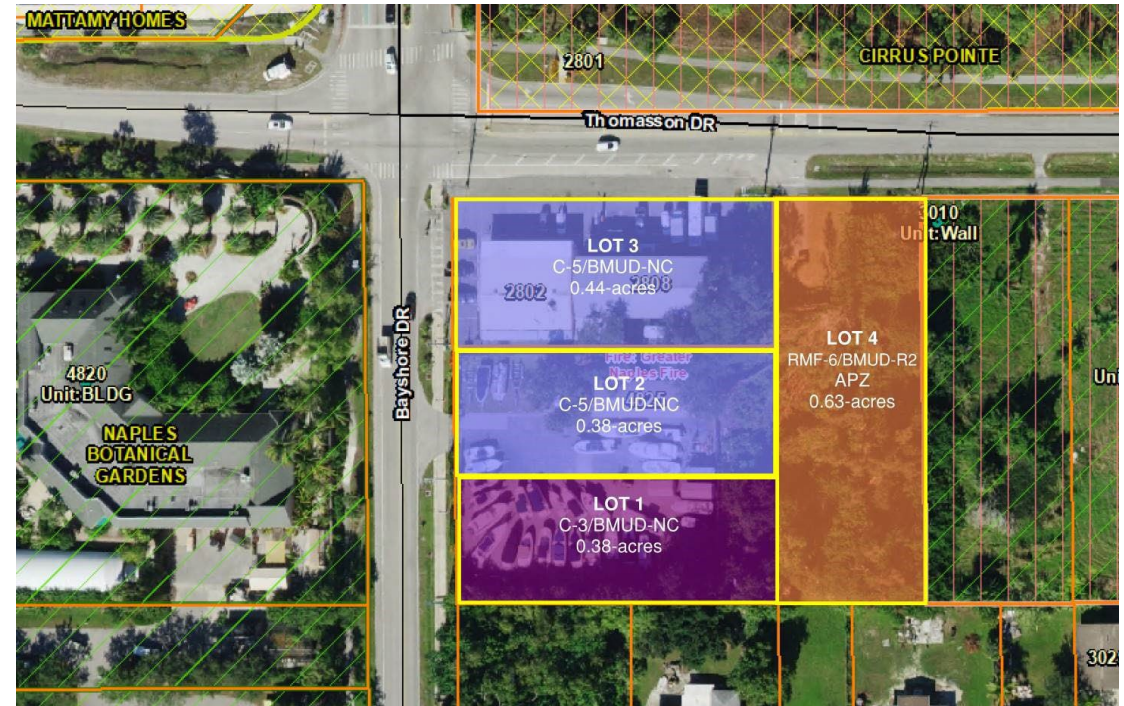 MATTAMY HOMES
2801
CIRRUS POINTE
Thomasson DR
LOT 3
C-5/BMUD-NC
0.44-acres
2802
2808
3010
Unit:Wall
Bayshore DR
LOT 4
RMF-6/BMUD-R2
APZ
0.63-acres
Fire: Greater
Naples Fire
LOT 2
C-5/BMUD-NC
0.38-acres
4820
Unit:BLDG
Uni
NAPLES
BOTANICAL
GARDENS
LOT 1
C-3/BMUD-NC
0.38-acres
302